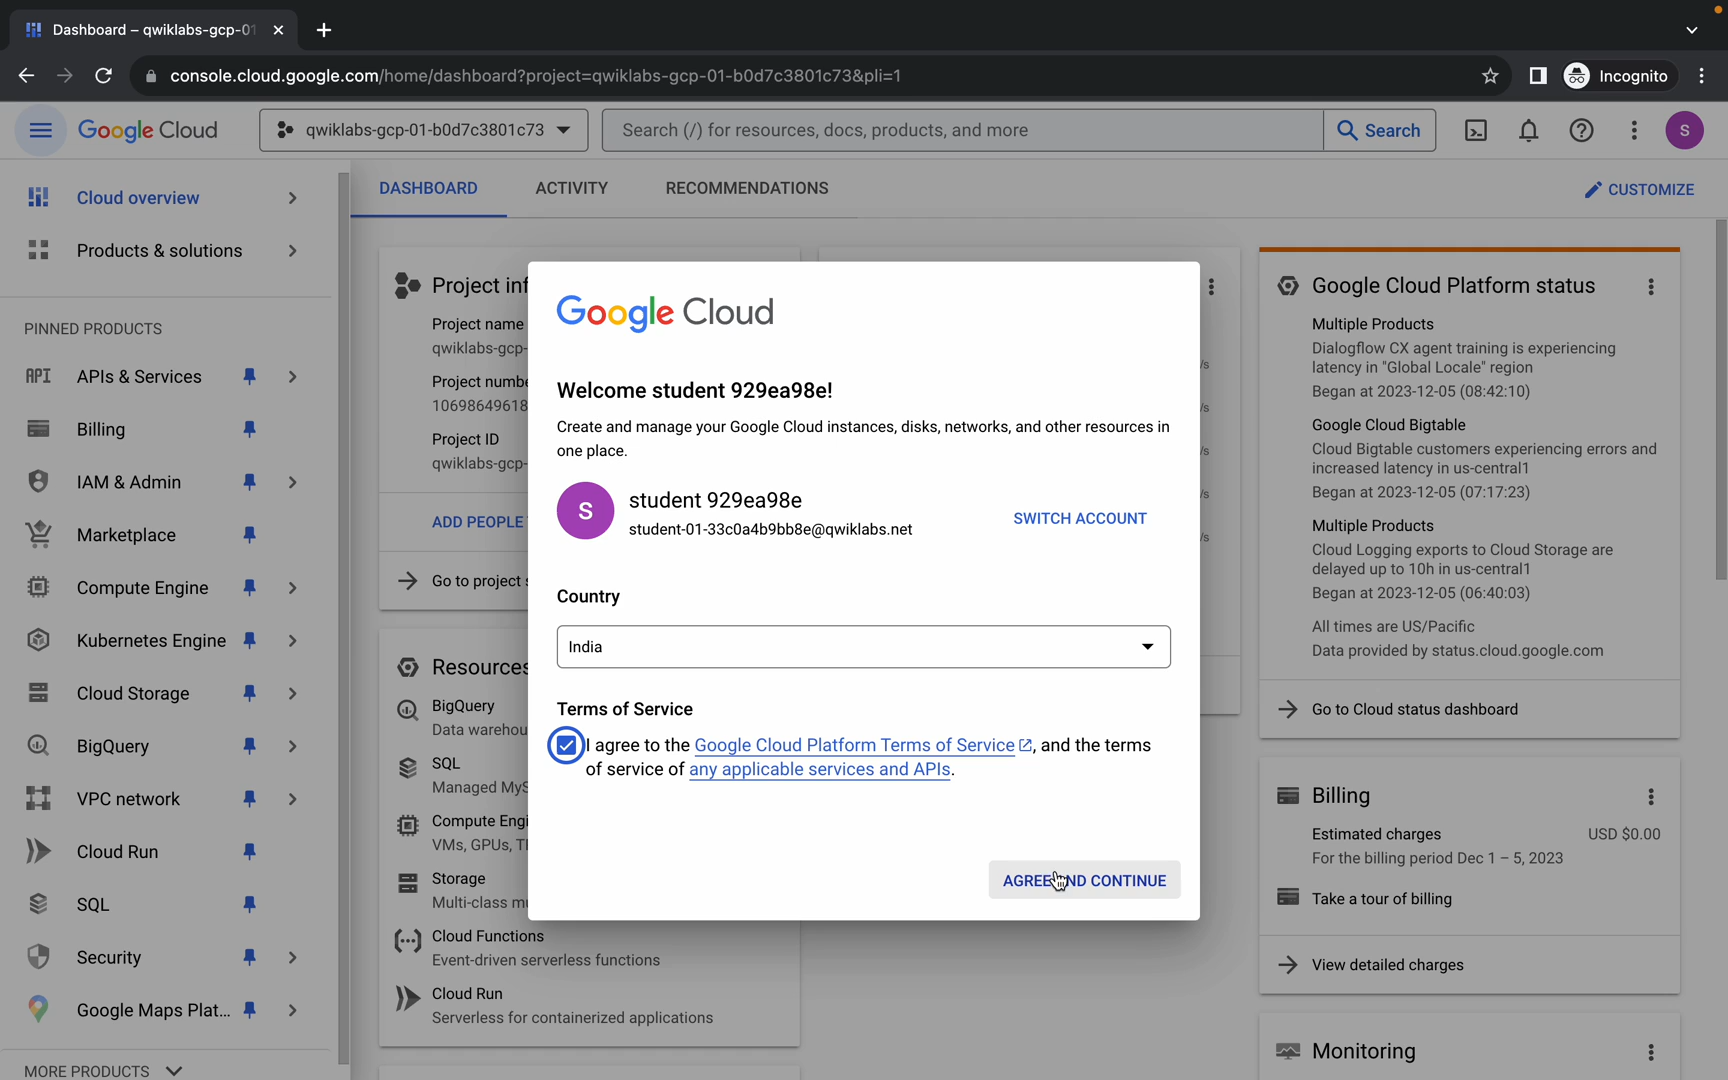 Dashboard – qwiklabs-gcp-01
console.cloud.google.com/home/dashboard?project=qwiklabs-gcp-01-b0d7c3801c73&pli=1
Incognito
Google Cloud
qwiklabs-gcp-01-b0d7c3801c73
Search (/) for resources, docs, products, and more
Search
S
Cloud overview
Products & solutions
PINNED PRODUCTS
API
APIs & Services
Billing
IAM & Admin
Marketplace
Compute Engine
Kubernetes Engine
Cloud Storage
BigQuery
VPC network
Cloud Run
SQL
Security
Google Maps Plat...
MORE PRODUCTS
DASHBOARD
ACTIVITY
RECOMMENDATIONS
CUSTOMIZE
Project inf
Project name
qwiklabs-gcp-
Project numbe
10698649618
Project ID
qwiklabs-gcp-
ADD PEOPLE
Go to project s
Resources
BigQuery
Data warehou
SQL
Managed MyS
Compute Engi
VMs, GPUs, T
Storage
Multi-class mu
Cloud Functions
Event-driven serverless functions
Cloud Run
Serverless for containerized applications
Google Cloud
Welcome student 929ea98e!
Create and manage your Google Cloud instances, disks, networks, and other resources in
one place.
S
student 929ea98e
student-01-33c0a4b9bb8e@qwiklabs.net
SWITCH ACCOUNT
Country
India
Terms of Service
I agree to the Google Cloud Platform Terms of Service, and the terms
of service of any applicable services and APIs.
AGREE AND CONTINUE
/s
/s
/s
/s
/s
Google Cloud Platform status
Multiple Products
Dialogflow CX agent training is experiencing
latency in "Global Locale" region
Began at 2023-12-05 (08:42:10)
Google Cloud Bigtable
Cloud Bigtable customers experiencing errors and
increased latency in us-central1
Began at 2023-12-05 (07:17:23)
Multiple Products
Cloud Logging exports to Cloud Storage are
delayed up to 10h in us-central1
Began at 2023-12-05 (06:40:03)
All times are US/Pacific
Data provided by status.cloud.google.com
Go to Cloud status dashboard
Billing
Estimated charges USD $0.00
For the billing period Dec 1 – 5, 2023
Take a tour of billing
View detailed charges
Monitoring